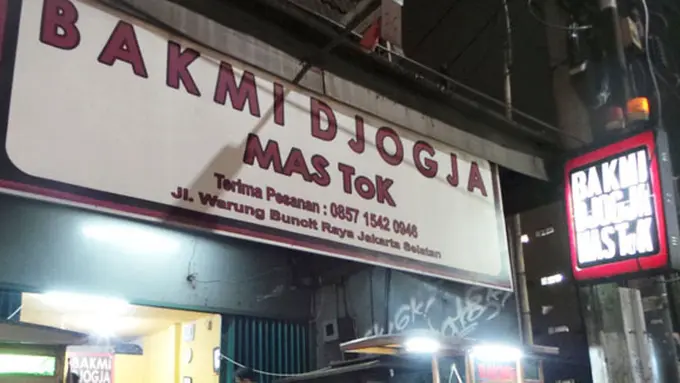 B BAKMI DJOGJA
MAS ToK
Terima Pesanan : 0857 1542 0948
Jl. Warung Buncit Raya Jakarta Selatan
BAKMI
DJOGJA
MAS ToK
BAKMI
DJOGJA